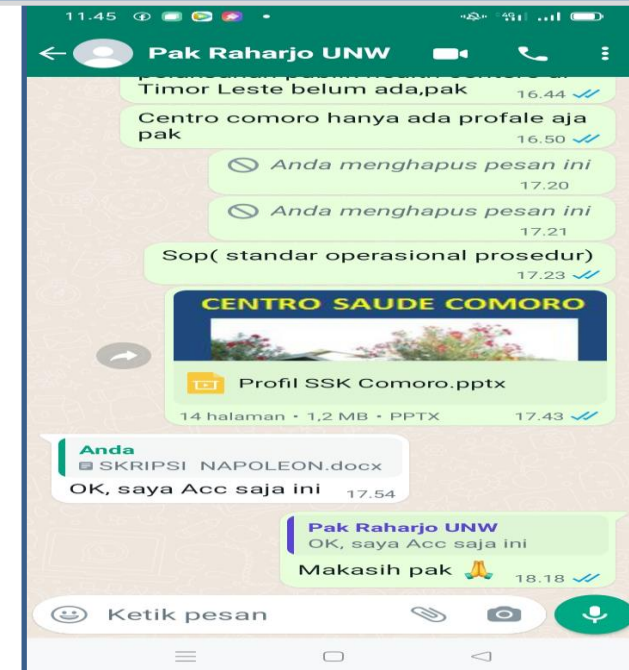 11.45
Pak Raharjo UNW
Timor Leste belum ada,pak 16.44
Centro comoro hanya ada profale aja
pak 16.50
Anda menghapus pesan ini
17.20
Anda menghapus pesan ini
17.21
Sop( standar operasional prosedur)
17.23
CENTRO SAUDE COMORO
Profil SSK Comoro.pptx
14 halaman • 1,2 MB • PPTX 17.43
Anda
SKRIPSI NAPOLEON.docx
OK, saya Acc saja ini 17.54
Pak Raharjo UNW
OK, saya Acc saja ini
Makasih pak 🙏 18.18
Ketik pesan